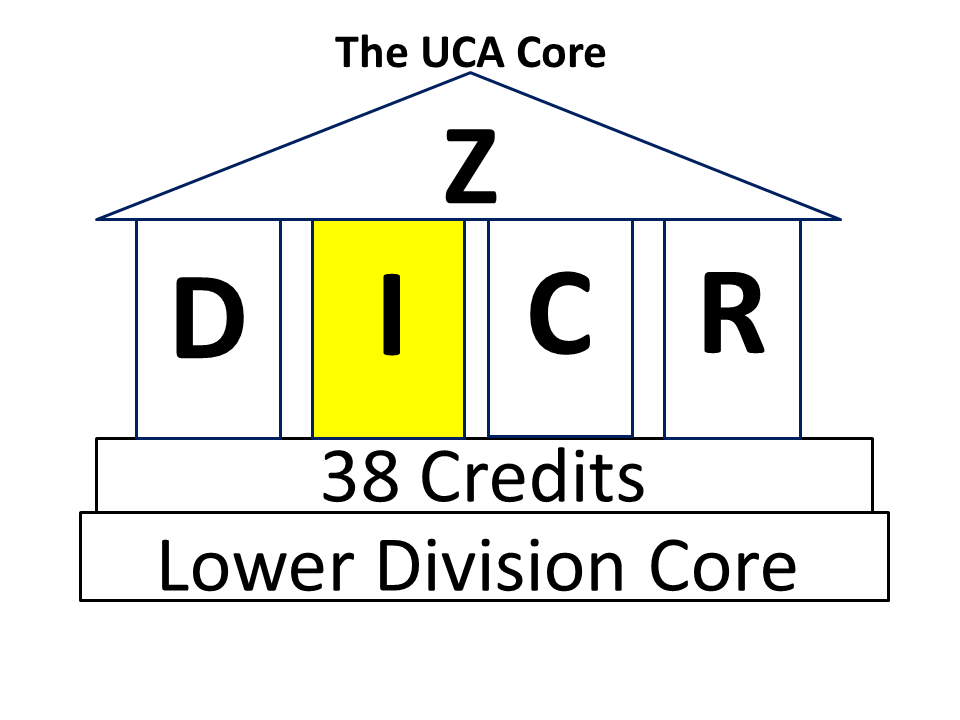 The UCA Core
Z
D I C R
38 Credits
Lower Division Core